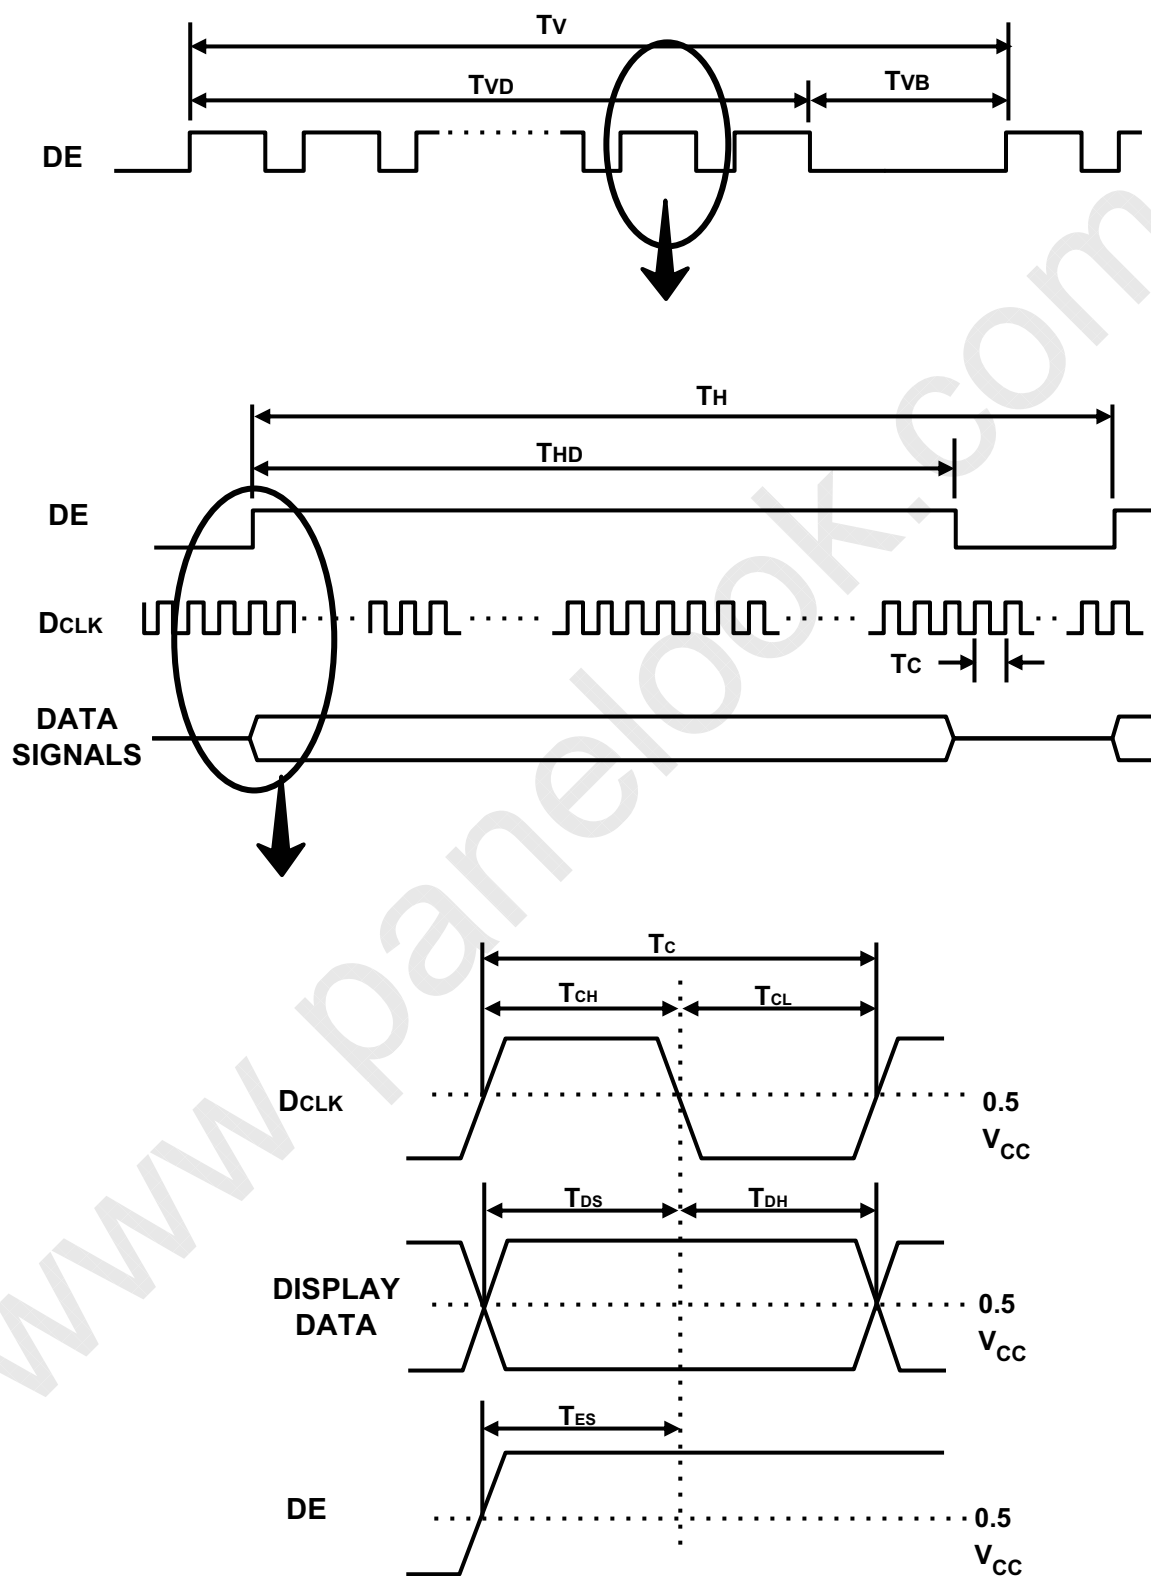 TV
TVD
TVB
DE
TH
THD
DE
DCLK
TC
DATA
SIGNALS
TC
TCH
TCL
DCLK
0.5
VCC
TDS
TDH
DISPLAY
DATA
0.5
VCC
TES
DE
0.5
VCC
www.panelook.com